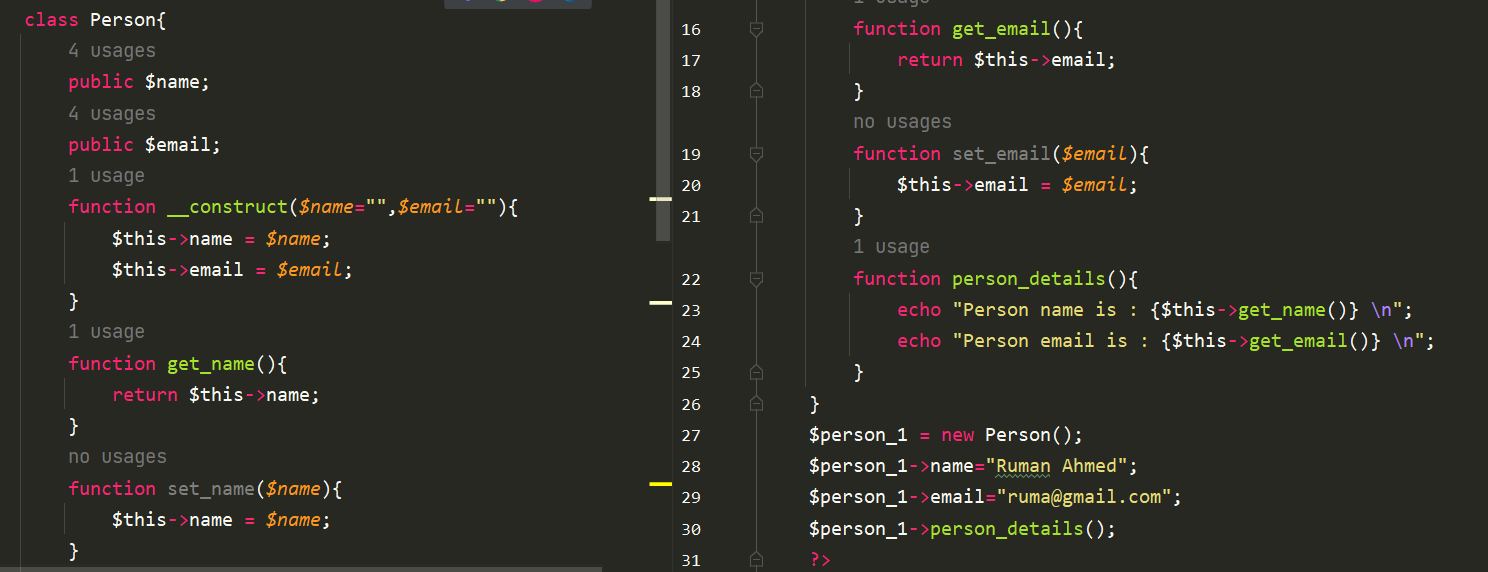 class Person{
4 usages
public $name;
4 usages
public $email;
1 usage
function __construct($name="",$email=""){
$this->name = $name;
$this->email = $email;
}
1 usage
function get_name(){
return $this->name;
}
no usages
function set_name($name){
$this->name = $name;
}
1 usage
16 function get_email(){
17 return $this->email;
18 }
no usages
19 function set_email($email){
20 $this->email = $email;
21 }
1 usage
22 function person_details(){
23 echo "Person name is : {$this->get_name()} \n";
24 echo "Person email is : {$this->get_email()} \n";
25 }
26 }
27 $person_1 = new Person();
28 $person_1->name="Ruman Ahmed";
29 $person_1->email="ruma@gmail.com";
30 $person_1->person_details();
31 ?>